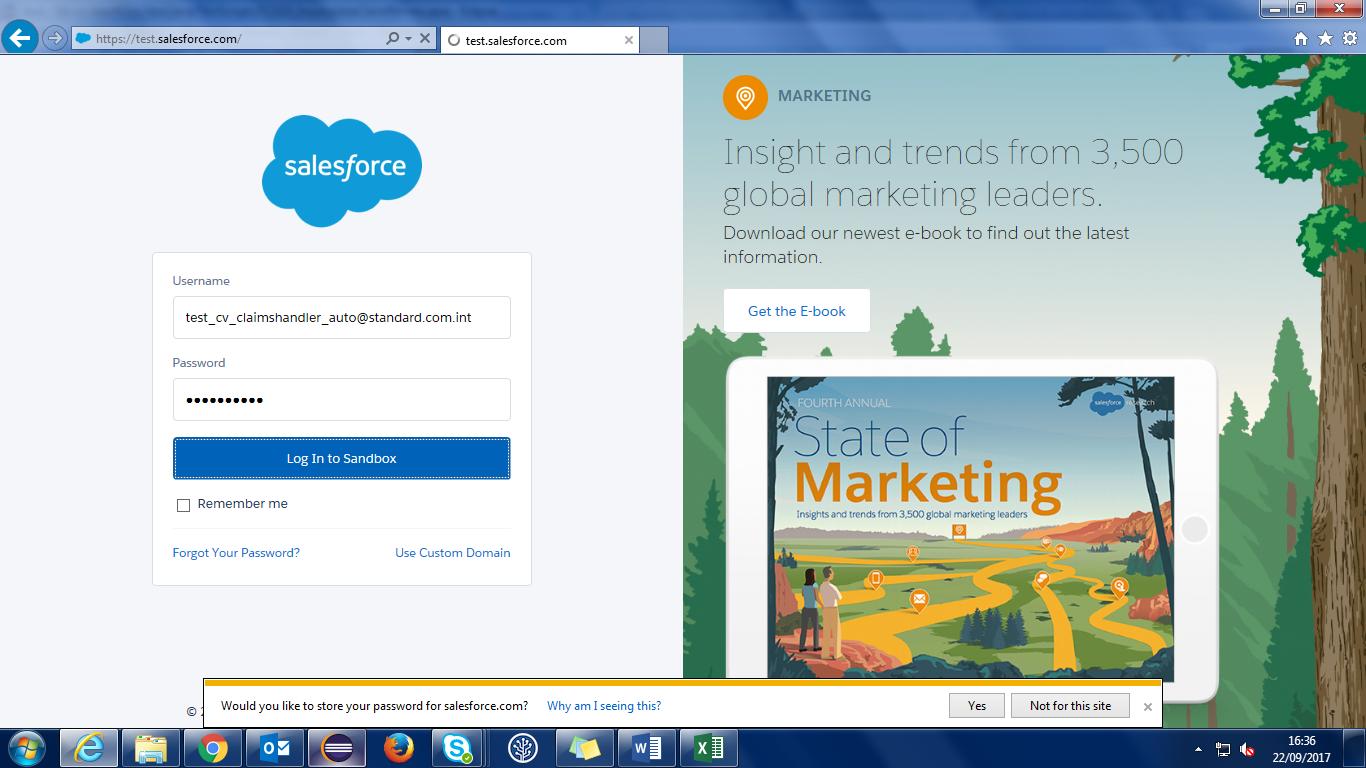 https://test.salesforce.com/
test.salesforce.com
salesforce
Username
test_cv_claimshandler_auto@standard.com.int
Password
Log In to Sandbox
Remember me
Forgot Your Password?
Use Custom Domain
MARKETING
Insight and trends from 3,500
global marketing leaders.
Download our newest e-book to find out the latest
information.
Get the E-book
FOURTH ANNUAL
salesforce research
State of
Marketing
Insights and trends from 3,500 global marketing leaders
©
Would you like to store your password for salesforce.com?
Why am I seeing this?
Yes
Not for this site
16:36
22/09/2017